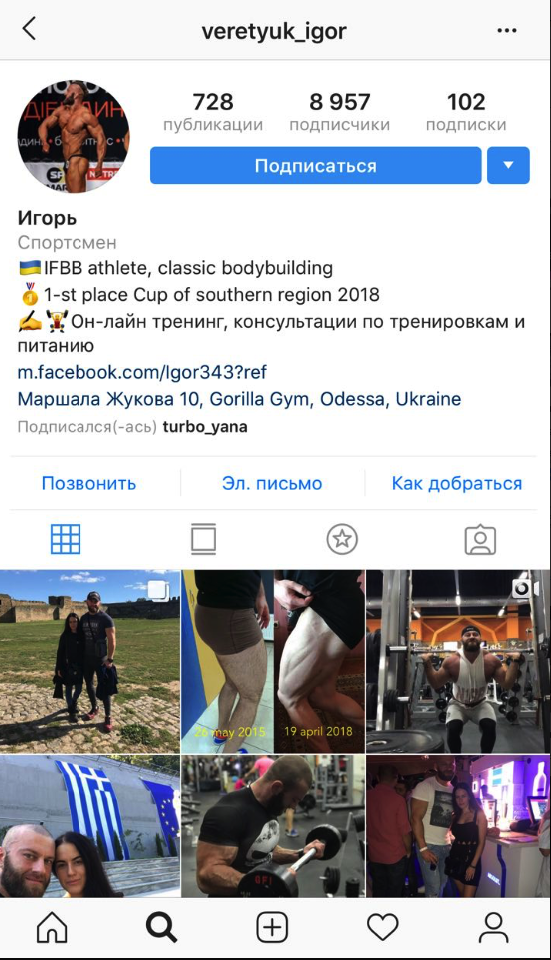 veretyuk_igor
728
8 957
102
публикации
подписчики
подписки
Подписаться
Игорь
Спортсмен
🇺🇦IFBB athlete, classic bodybuilding
🏅1-st place Cup of southern region 2018
✍️🏋️Он-лайн тренинг, консультации по тренировкам и
питанию
m.facebook.com/Igor343?ref
Маршала Жукова 10, Gorilla Gym, Odessa, Ukraine
Подписался(-ась) turbo_yana
Позвонить
Эл. письмо
Как добраться
26 may 2015
19 april 2018